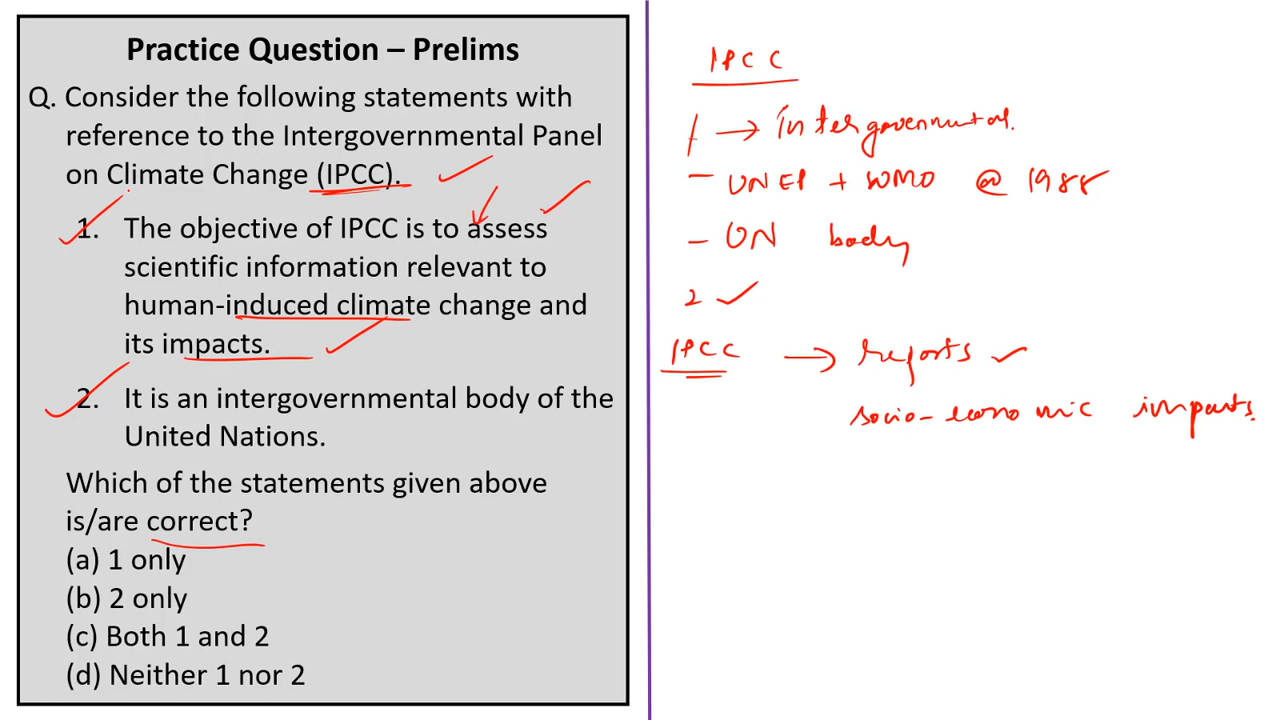 Practice Question – Prelims
Q. Consider the following statements with
reference to the Intergovernmental Panel
on Climate Change (IPCC).
1. The objective of IPCC is to assess
scientific information relevant to
human-induced climate change and
its impacts.
2. It is an intergovernmental body of the
United Nations.
Which of the statements given above
is/are correct?
(a) 1 only
(b) 2 only
(c) Both 1 and 2
(d) Neither 1 nor 2
IPCC
1 → Intergovernmental.
- UNEP + WMO @ 1988
- UN body
2 ✓
IPCC → reports ✓
socio-economic impacts.